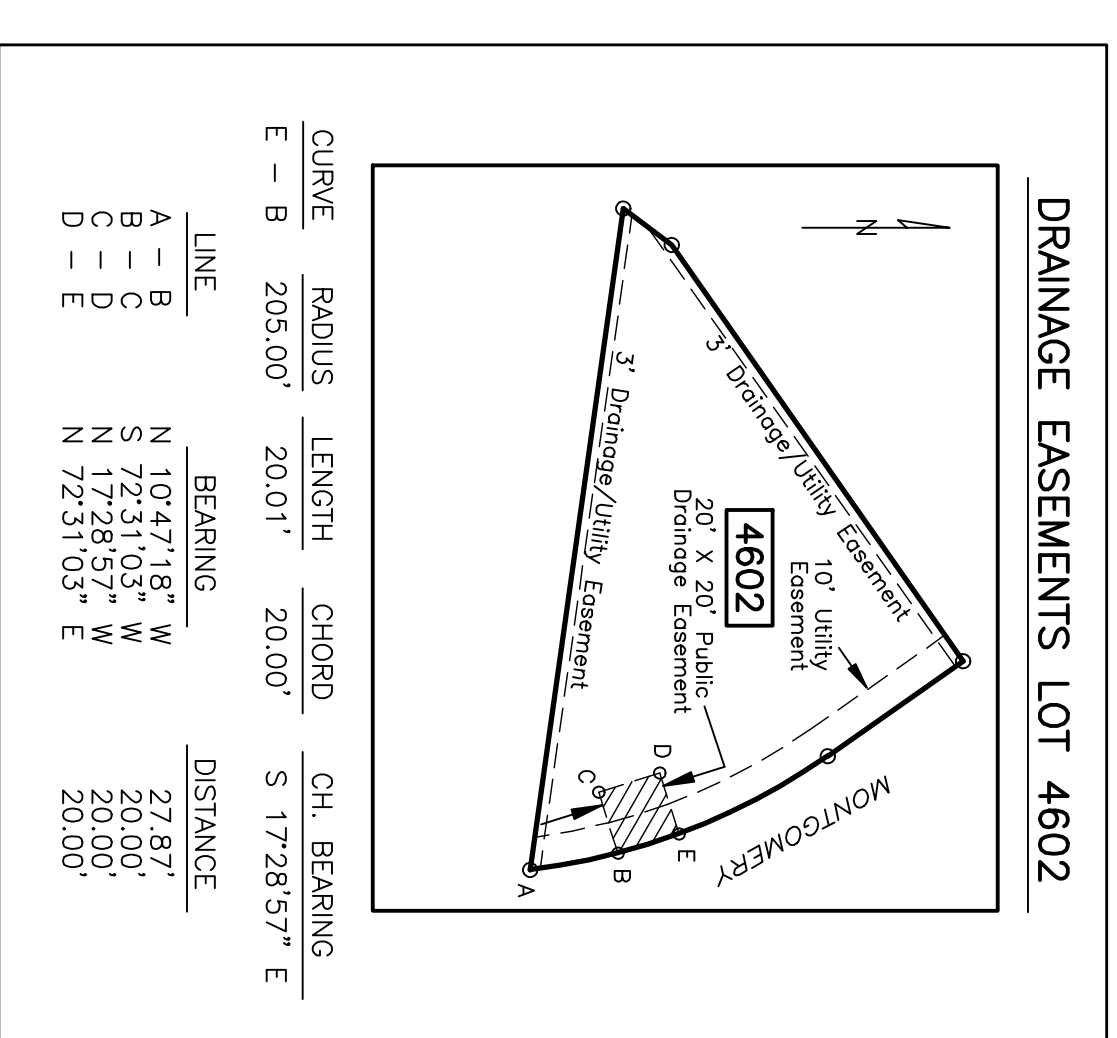 DRAINAGE EASEMENTS LOT 4602
N
3' Drainage/Utility Easement
10' Utility
Easement
4602
20' X 20' Public
Drainage Easement
3' Drainage/Utility Easement
MONTGOMERY
D
E
C
B
A
CURVE RADIUS LENGTH CHORD CH. BEARING
E - B 205.00' 20.01' 20.00' S 17°28'57" E
LINE BEARING DISTANCE
A - B N 10°47'18" W 27.87'
B - C S 72°31'03" W 20.00'
C - D N 17°28'57" W 20.00'
D - E N 72°31'03" E 20.00'